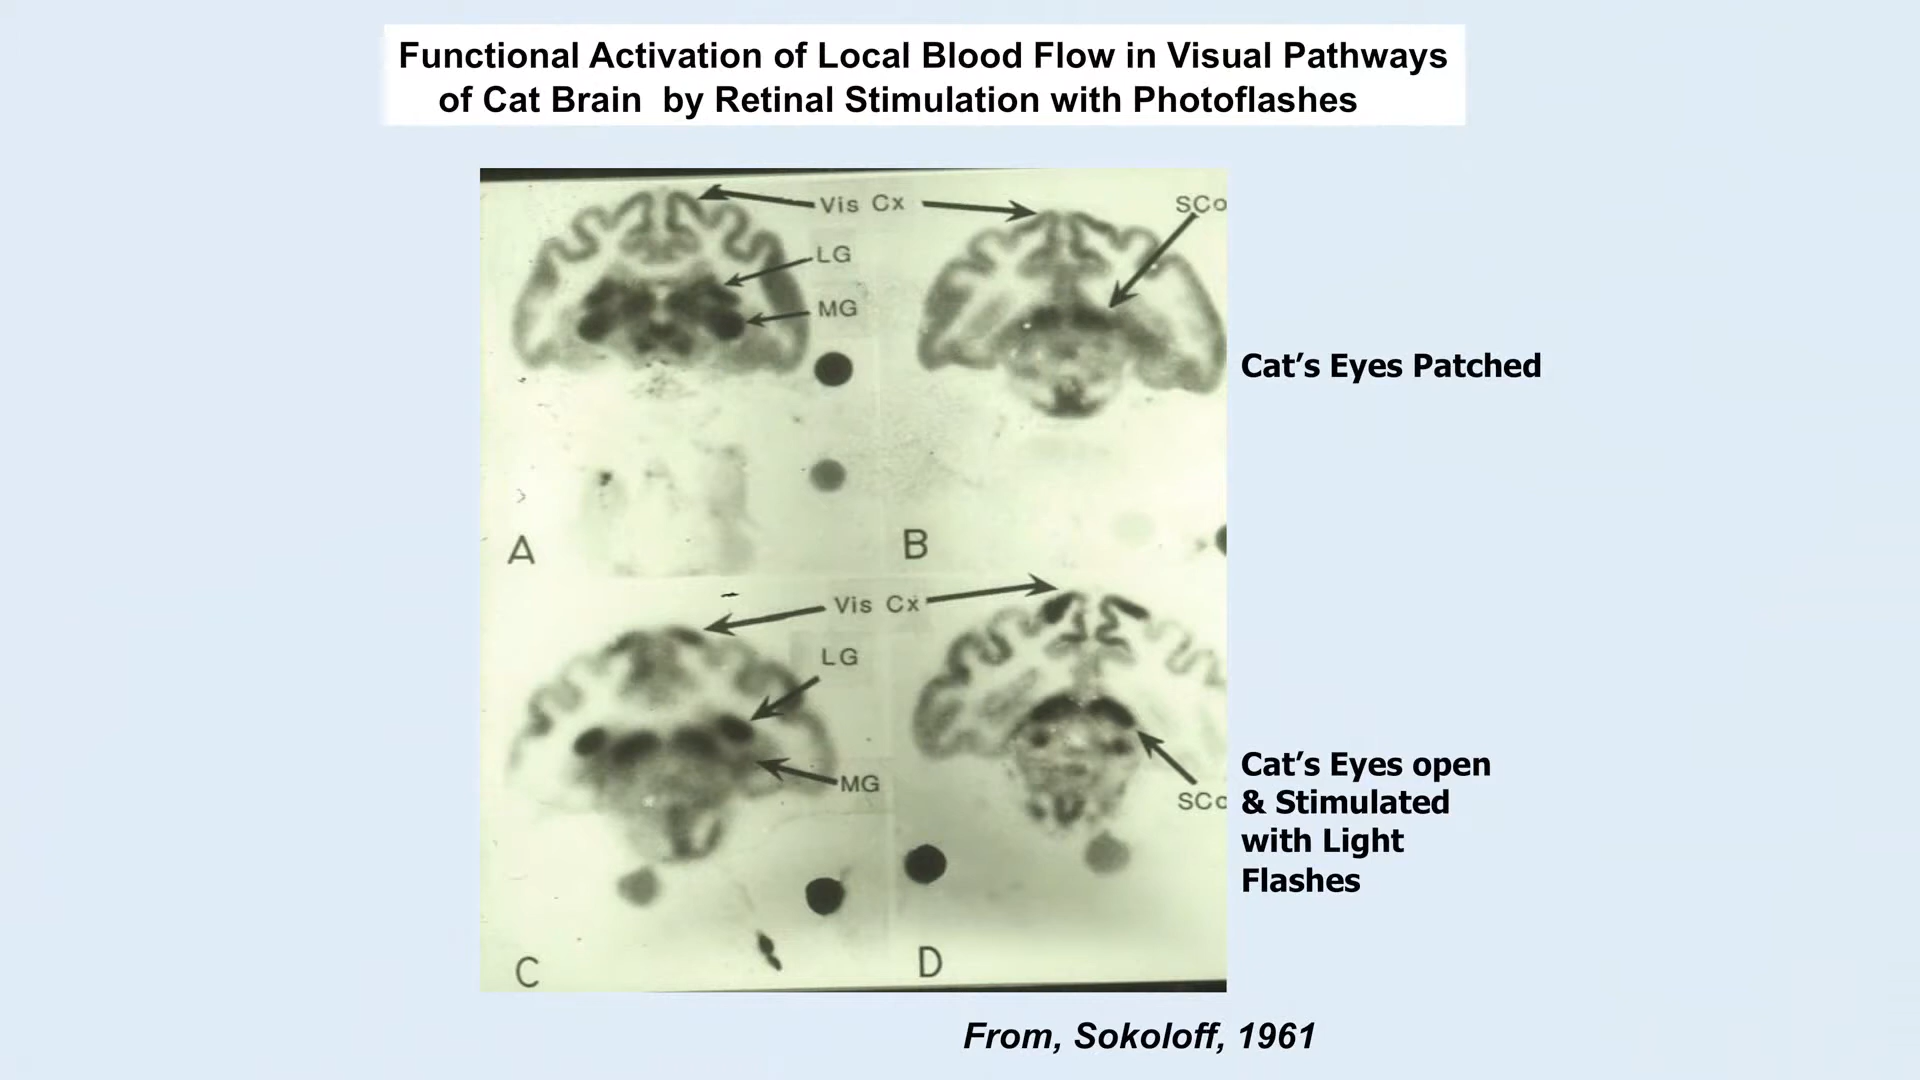 Functional Activation of Local Blood Flow in Visual Pathways
of Cat Brain by Retinal Stimulation with Photoflashes
Vis Cx
SCo
LG
MG
Cat’s Eyes Patched
A
B
Vis Cx
LG
MG
SCo
Cat’s Eyes open
& Stimulated
with Light
Flashes
C
D
From, Sokoloff, 1961